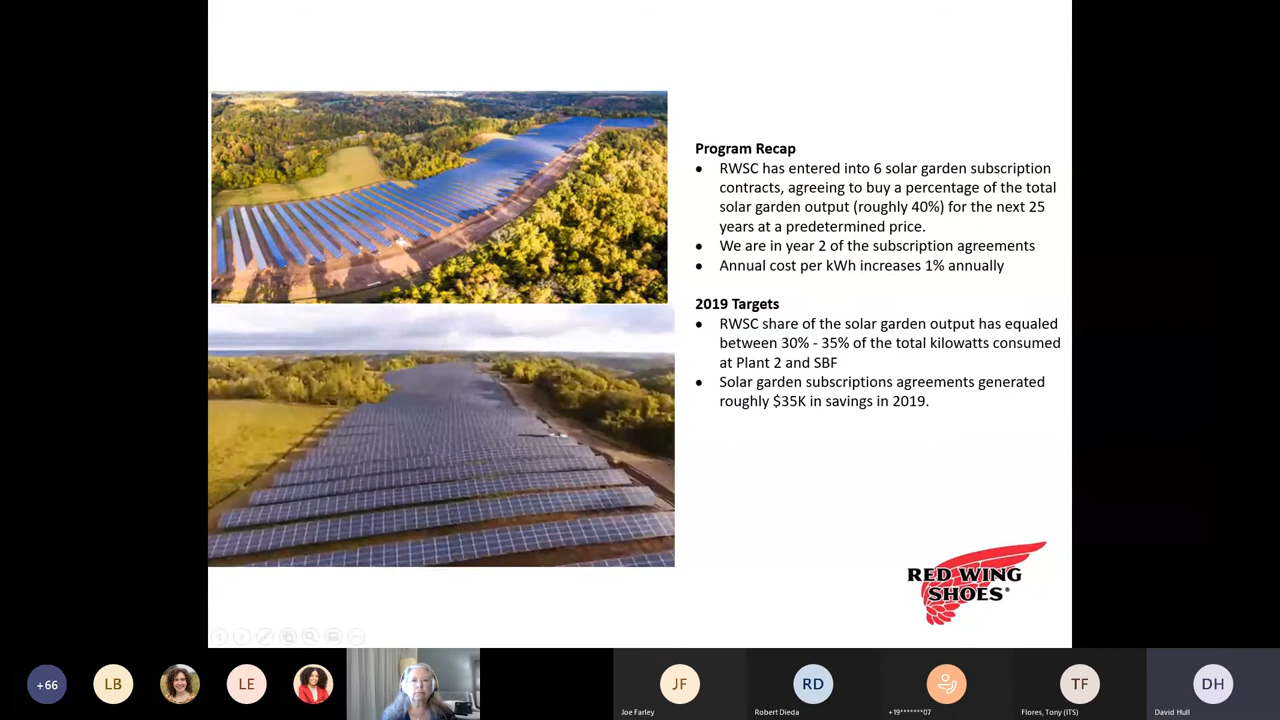 Program Recap
● RWSC has entered into 6 solar garden subscription
contracts, agreeing to buy a percentage of the total
solar garden output (roughly 40%) for the next 25
years at a predetermined price.
● We are in year 2 of the subscription agreements
● Annual cost per kWh increases 1% annually
2019 Targets
● RWSC share of the solar garden output has equaled
between 30% - 35% of the total kilowatts consumed
at Plant 2 and SBF
● Solar garden subscriptions agreements generated
roughly $35K in savings in 2019.
RED WING
SHOES®
+66
LB
LE
JF
RD
TF
DH
Joe Farley
Robert Dieda
+19*******07
Flores, Tony (ITS)
David Hull